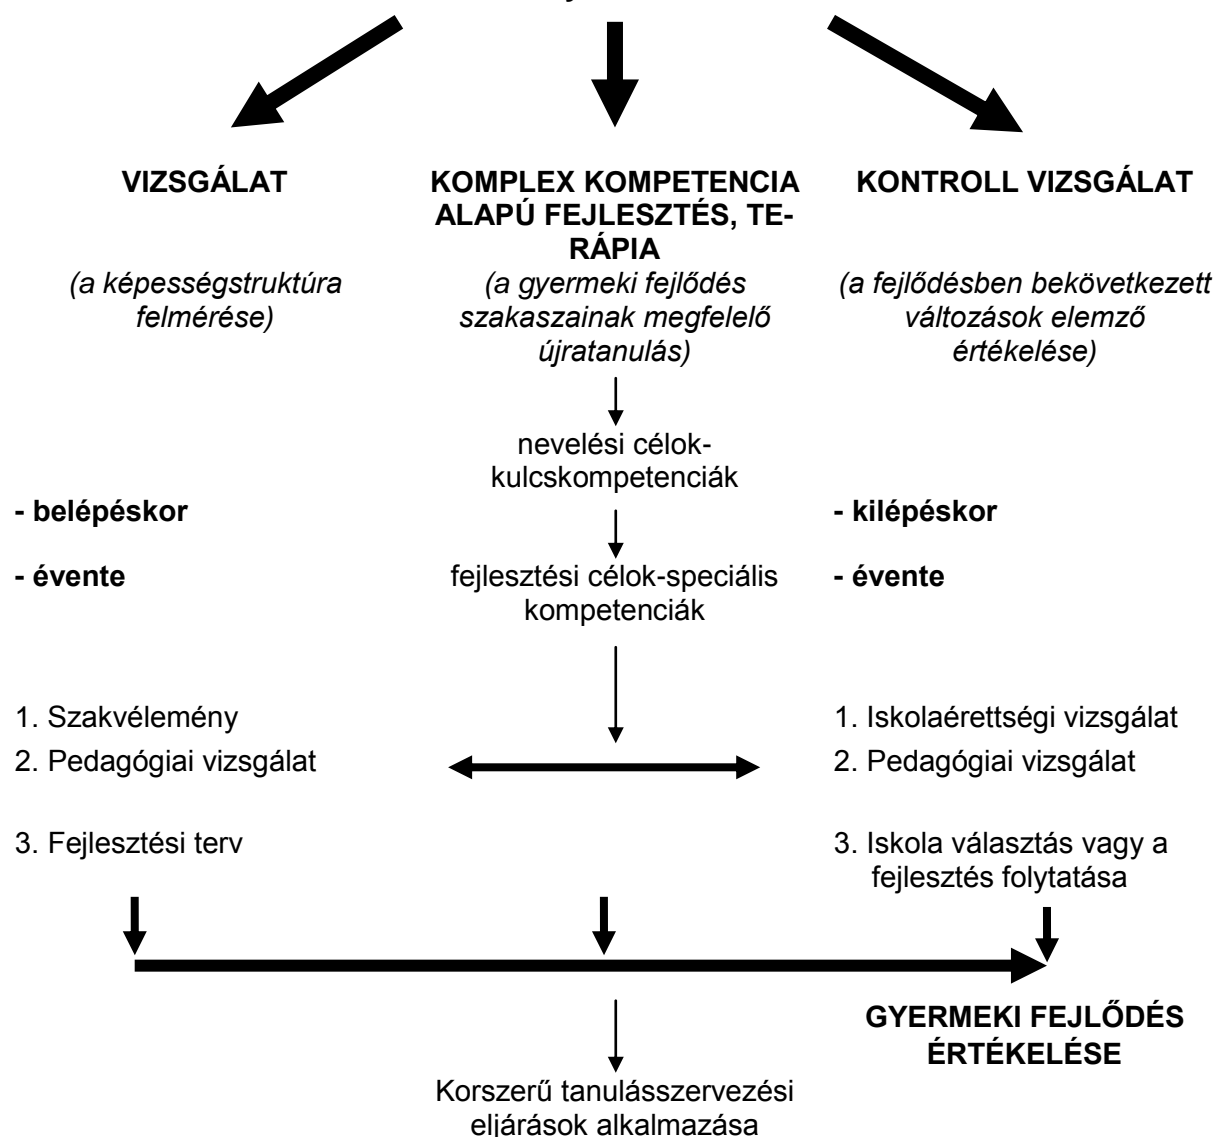 VIZSGÁLAT
(a képességstruktúra
felmérése)
KOMPLEX KOMPETENCIA
ALAPÚ FEJLESZTÉS, TE-
RÁPIA
(a gyermeki fejlődés
szakaszainak megfelelő
újratanulás)
KONTROLL VIZSGÁLAT
(a fejlődésben bekövetkezett
változások elemző
értékelése)
nevelési célok-
kulcskompetenciák
- belépéskor
- kilépéskor
- évente
fejlesztési célok-speciális
kompetenciák
- évente
1. Szakvélemény
2. Pedagógiai vizsgálat
3. Fejlesztési terv
1. Iskolaérettségi vizsgálat
2. Pedagógiai vizsgálat
3. Iskola választás vagy a
fejlesztés folytatása
GYERMEKI FEJLŐDÉS
ÉRTÉKELÉSE
Korszerű tanulásszervezési
eljárások alkalmazása